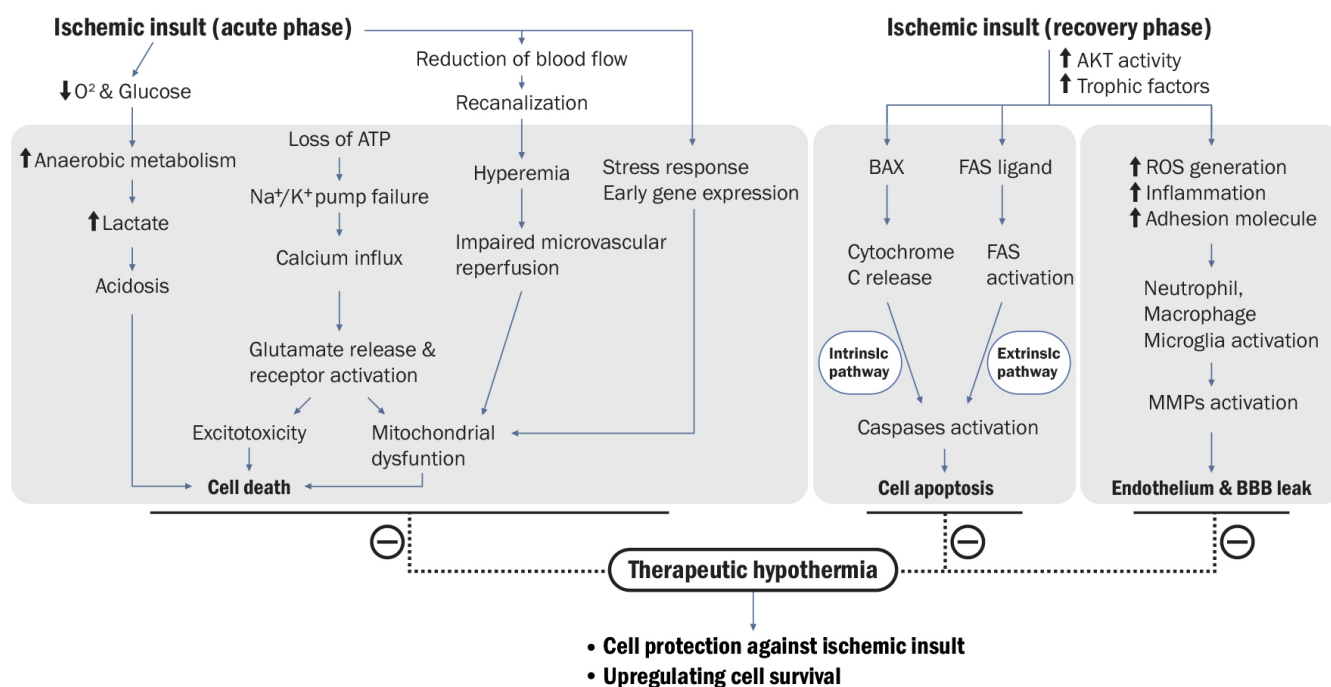 Ischemic insult (acute phase)
↓O² & Glucose
↑Anaerobic metabolism
↑Lactate
Acidosis
Loss of ATP
Na⁺/K⁺ pump failure
Calcium influx
Glutamate release &
receptor activation
Excitotoxicity
Mitochondrial
dysfuntion
Cell death
Reduction of blood flow
Recanalization
Hyperemia
Impaired microvascular
reperfusion
Stress response
Early gene expression
Ischemic insult (recovery phase)
↑ AKT activity
↑ Trophic factors
BAX
Cytochrome
C release
Intrinsic
pathway
FAS ligand
FAS
activation
Extrinsic
pathway
Caspases activation
Cell apoptosis
↑ ROS generation
↑ Inflammation
↑ Adhesion molecule
Neutrophil,
Macrophage
Microglia activation
MMPs activation
Endothelium & BBB leak
Therapeutic hypothermia
• Cell protection against ischemic insult
• Upregulating cell survival